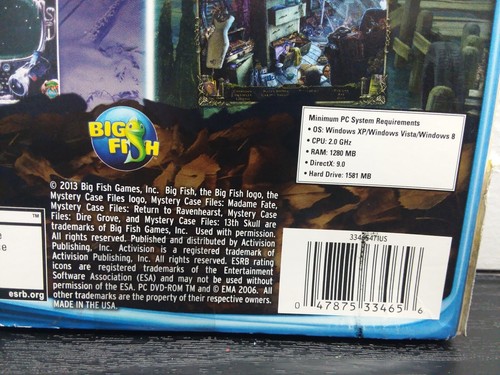 BIG
FISH
Minimum PC System Requirements
• OS: Windows XP/Windows Vista/Windows 8
• CPU: 2.0 GHz
• RAM: 1280 MB
• DirectX: 9.0
• Hard Drive: 1581 MB
© 2013 Big Fish Games, Inc. Big Fish, the Big Fish logo, the
Mystery Case Files logo, Mystery Case Files: Madame Fate,
Mystery Case Files: Return to Ravenhearst, Mystery Case
Files: Dire Grove, and Mystery Case Files: 13th Skull are
trademarks of Big Fish Games, Inc. Used with permission.
All rights reserved. Published and distributed by Activision
Publishing, Inc. Activision is a registered trademark of
Activision Publishing, Inc. All rights reserved. ESRB rating
icons are registered trademarks of the Entertainment
Software Association (ESA) and may not be used without
permission of the ESA. PC DVD-ROM TM and © EMA 2006. All
other trademarks are the property of their respective owners.
MADE IN THE USA.
TM
esrb.org
0 47875 33465 6